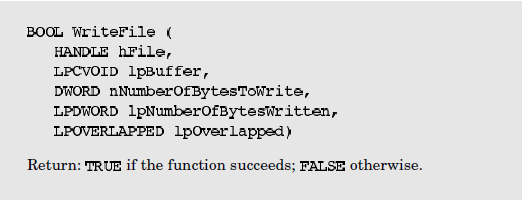 BOOL WriteFile (
HANDLE hFile,
LPCVOID lpBuffer,
DWORD nNumberOfBytesToWrite,
LPDWORD lpNumberOfBytesWritten,
LPOVERLAPPED lpOverlapped)
Return: TRUE if the function succeeds; FALSE otherwise.